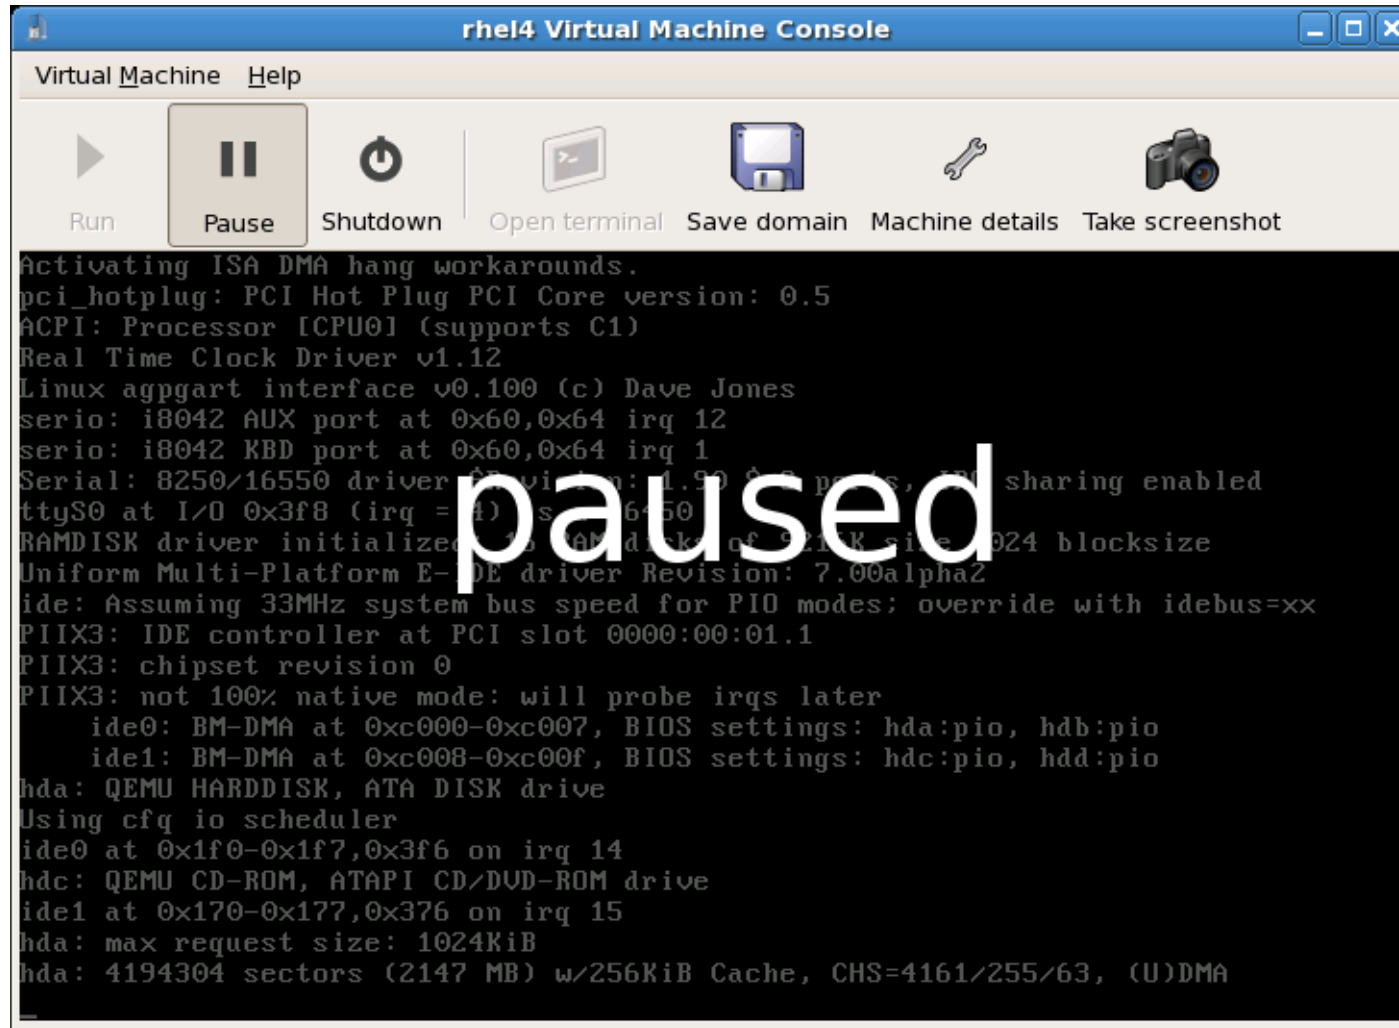 rhel4 Virtual Machine Console
Virtual Machine Help
Run Pause Shutdown Open terminal Save domain Machine details Take screenshot
Activating ISA DMA hang workarounds.
pci_hotplug: PCI Hot Plug PCI Core version: 0.5
ACPI: Processor [CPU0] (supports C1)
Real Time Clock Driver v1.12
Linux agpgart interface v0.100 (c) Dave Jones
serio: i8042 AUX port at 0x60,0x64 irq 12
serio: i8042 KBD port at 0x60,0x64 irq 1
Serial: 8250/16550 driver sharing enabled
paused
ttyS0 at I/O 0x3f8 (irq =
RAMDISK driver initialized blocksize
Uniform Multi-Platform E-IDE driver Revision: 7.00alpha2
ide: Assuming 33MHz system bus speed for PIO modes; override with idebus=xx
PIIX3: IDE controller at PCI slot 0000:00:01.1
PIIX3: chipset revision 0
PIIX3: not 100% native mode: will probe irqs later
ide0: BM-DMA at 0xc000-0xc007, BIOS settings: hda:pio, hdb:pio
ide1: BM-DMA at 0xc008-0xc00f, BIOS settings: hdc:pio, hdd:pio
hda: QEMU HARDDISK, ATA DISK drive
Using cfq io scheduler
ide0 at 0x1f0-0x1f7,0x3f6 on irq 14
hdc: QEMU CD-ROM, ATAPI CD/DVD-ROM drive
ide1 at 0x170-0x177,0x376 on irq 15
hda: max request size: 1024KiB
hda: 4194304 sectors (2147 MB) w/256KiB Cache, CHS=4161/255/63, (U)DMA